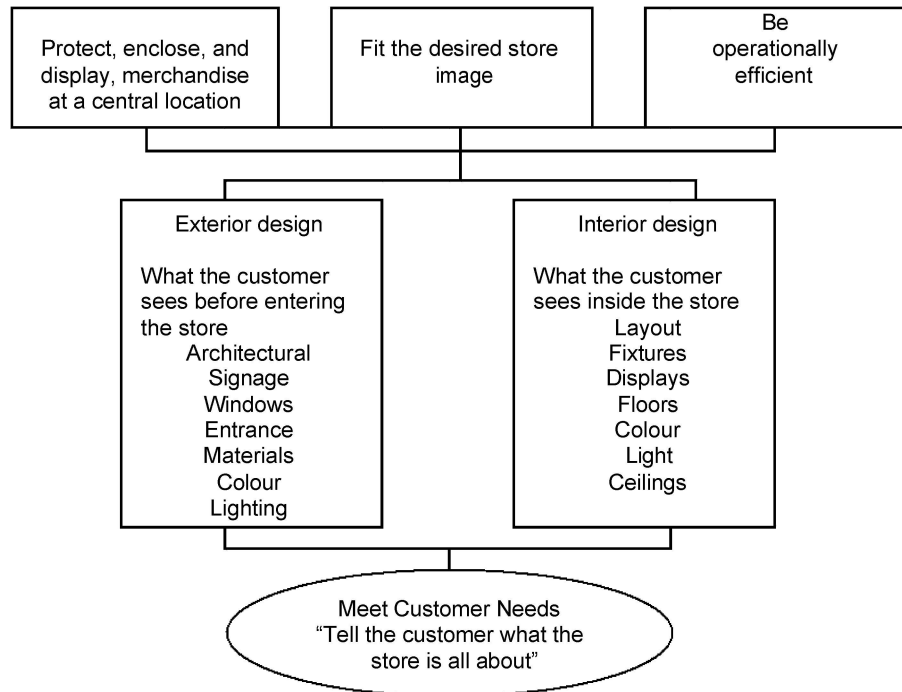 Protect, enclose, and
display, merchandise
at a central location
Fit the desired store
image
Be
operationally
efficient
Exterior design
What the customer
sees before entering
the store
Architectural
Signage
Windows
Entrance
Materials
Colour
Lighting
Interior design
What the customer
sees inside the store
Layout
Fixtures
Displays
Floors
Colour
Light
Ceilings
Meet Customer Needs
“Tell the customer what the
store is all about”